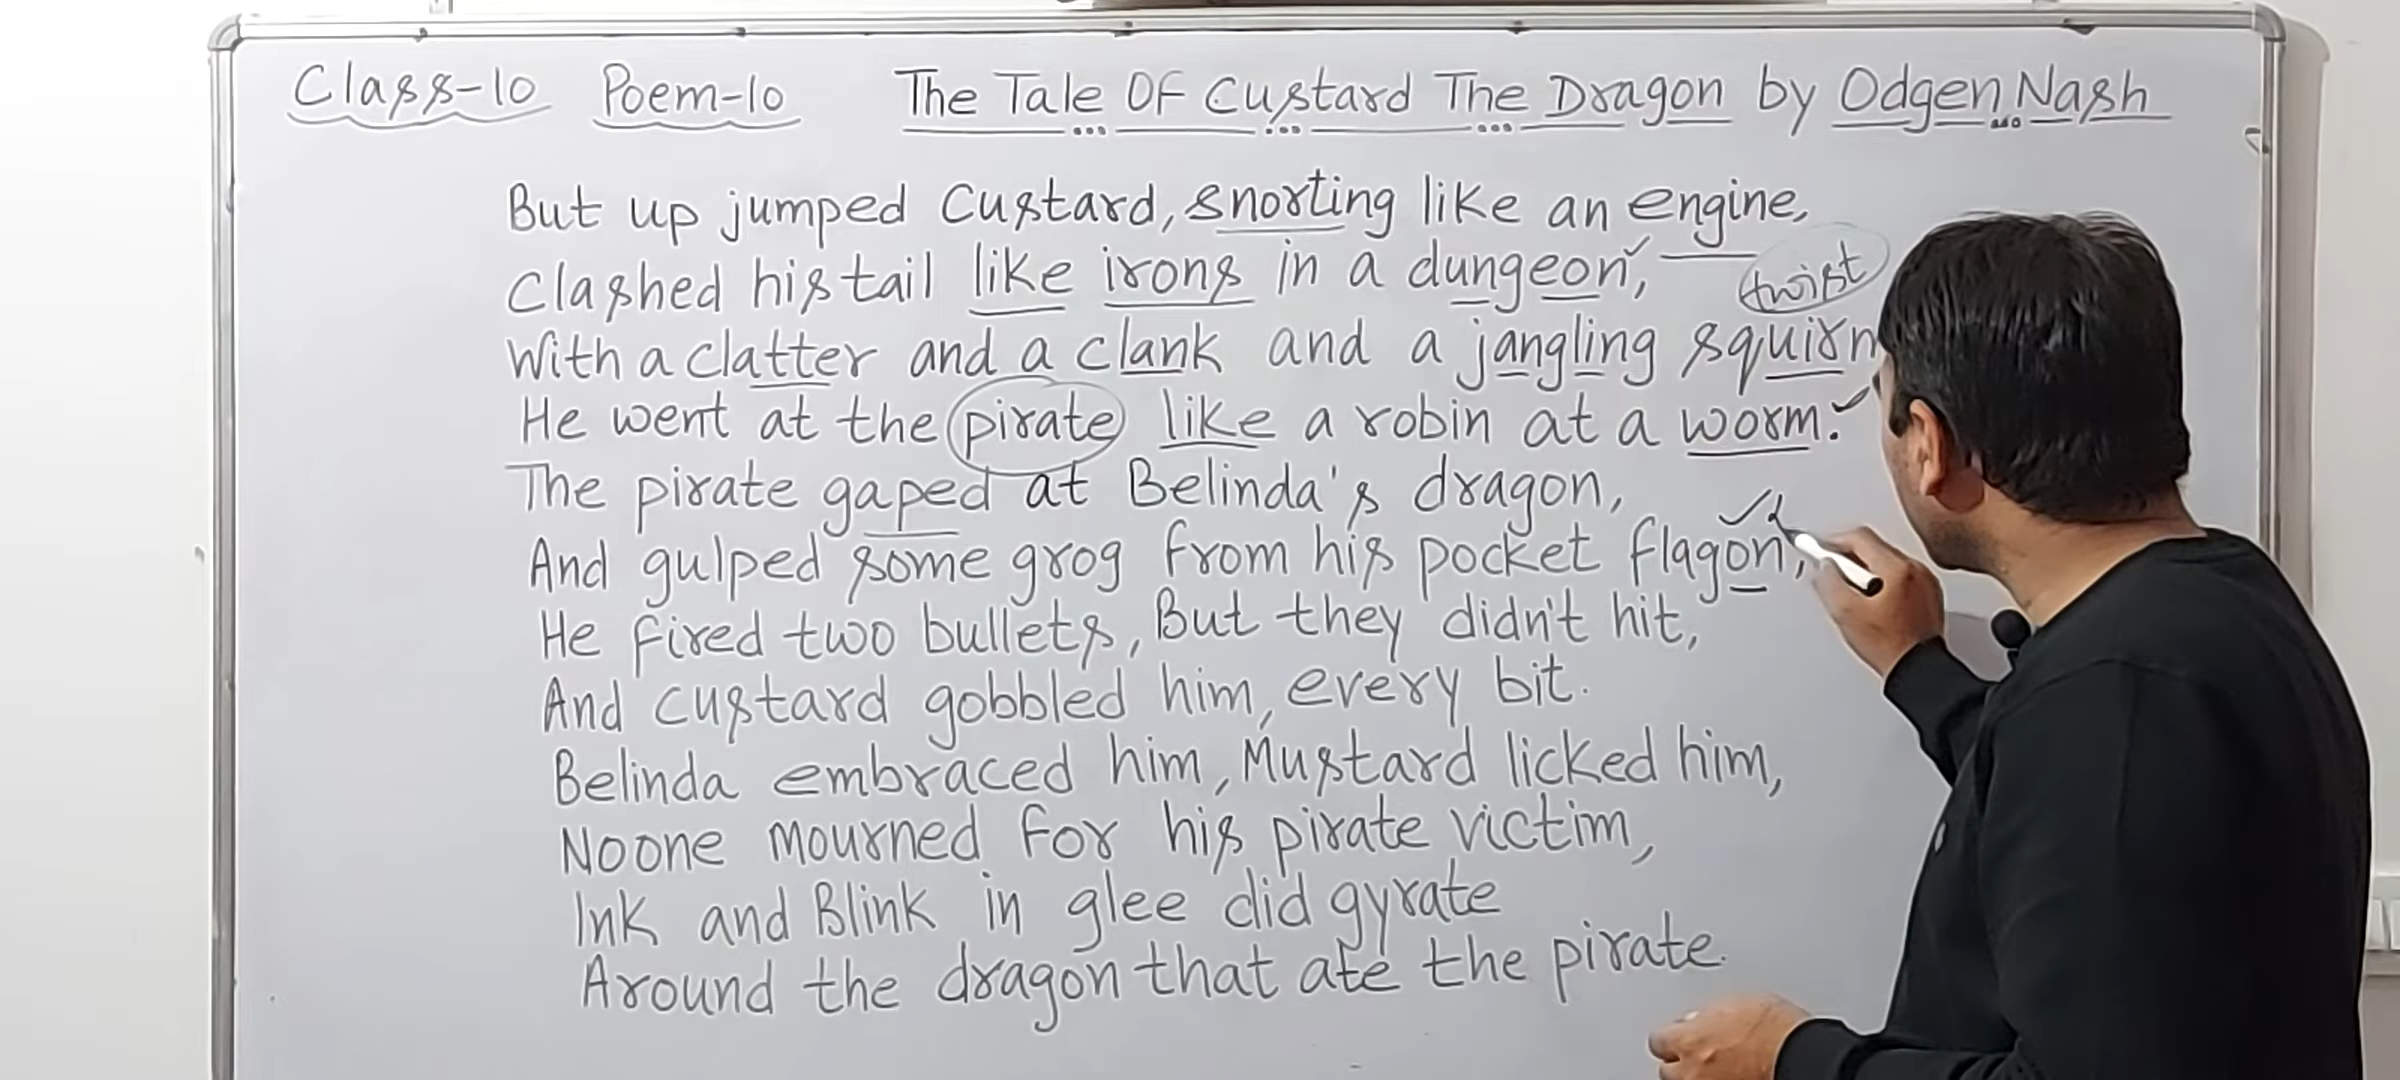 Class-10 Poem-10 The Tale Of Custard The Dragon by Odgen Nash
But up jumped Custard, snorting like an engine,
Clashed his tail like irons in a dungeon,
twist
With a clatter and a clank and a jangling squirm
He went at the pirate like a robin at a worm.
The pirate gaped at Belinda's dragon,
And gulped some grog from his pocket flagon,
He fired two bullets, But they didn't hit,
And custard gobbled him, every bit.
Belinda embraced him, Mustard licked him,
Noone mourned for his pirate victim,
Ink and Blink in glee did gyrate
Around the dragon that ate the pirate.